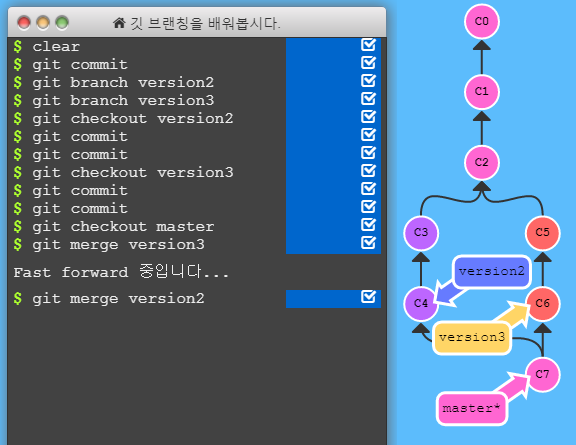 깃 브랜칭을 배워봅시다.
$ clear
$ git commit
$ git branch version2
$ git branch version3
$ git checkout version2
$ git commit
$ git commit
$ git checkout version3
$ git commit
$ git commit
$ git checkout master
$ git merge version3
Fast forward 중입니다...
$ git merge version2
C0
C1
C2
C3
C5
version2
C4
C6
version3
C7
master*